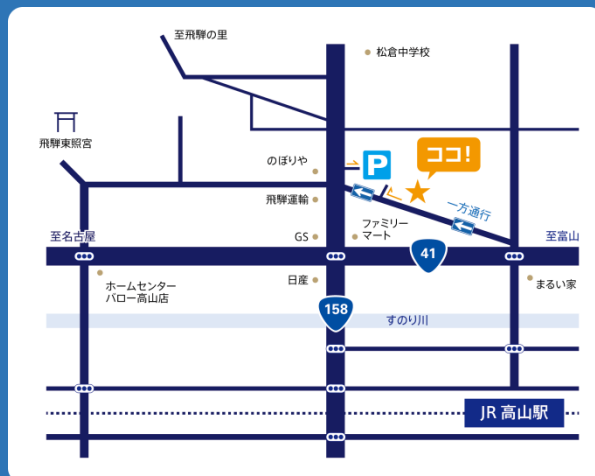 至飛騨の里
松倉中学校
飛騨東照宮
のぼりや
P
ココ!
飛騨運輸
一方通行
ファミリー
マート
至名古屋
GS
41
至富山
ホームセンター
バロー高山店
日産
まるい家
158
すのり川
JR 高山駅